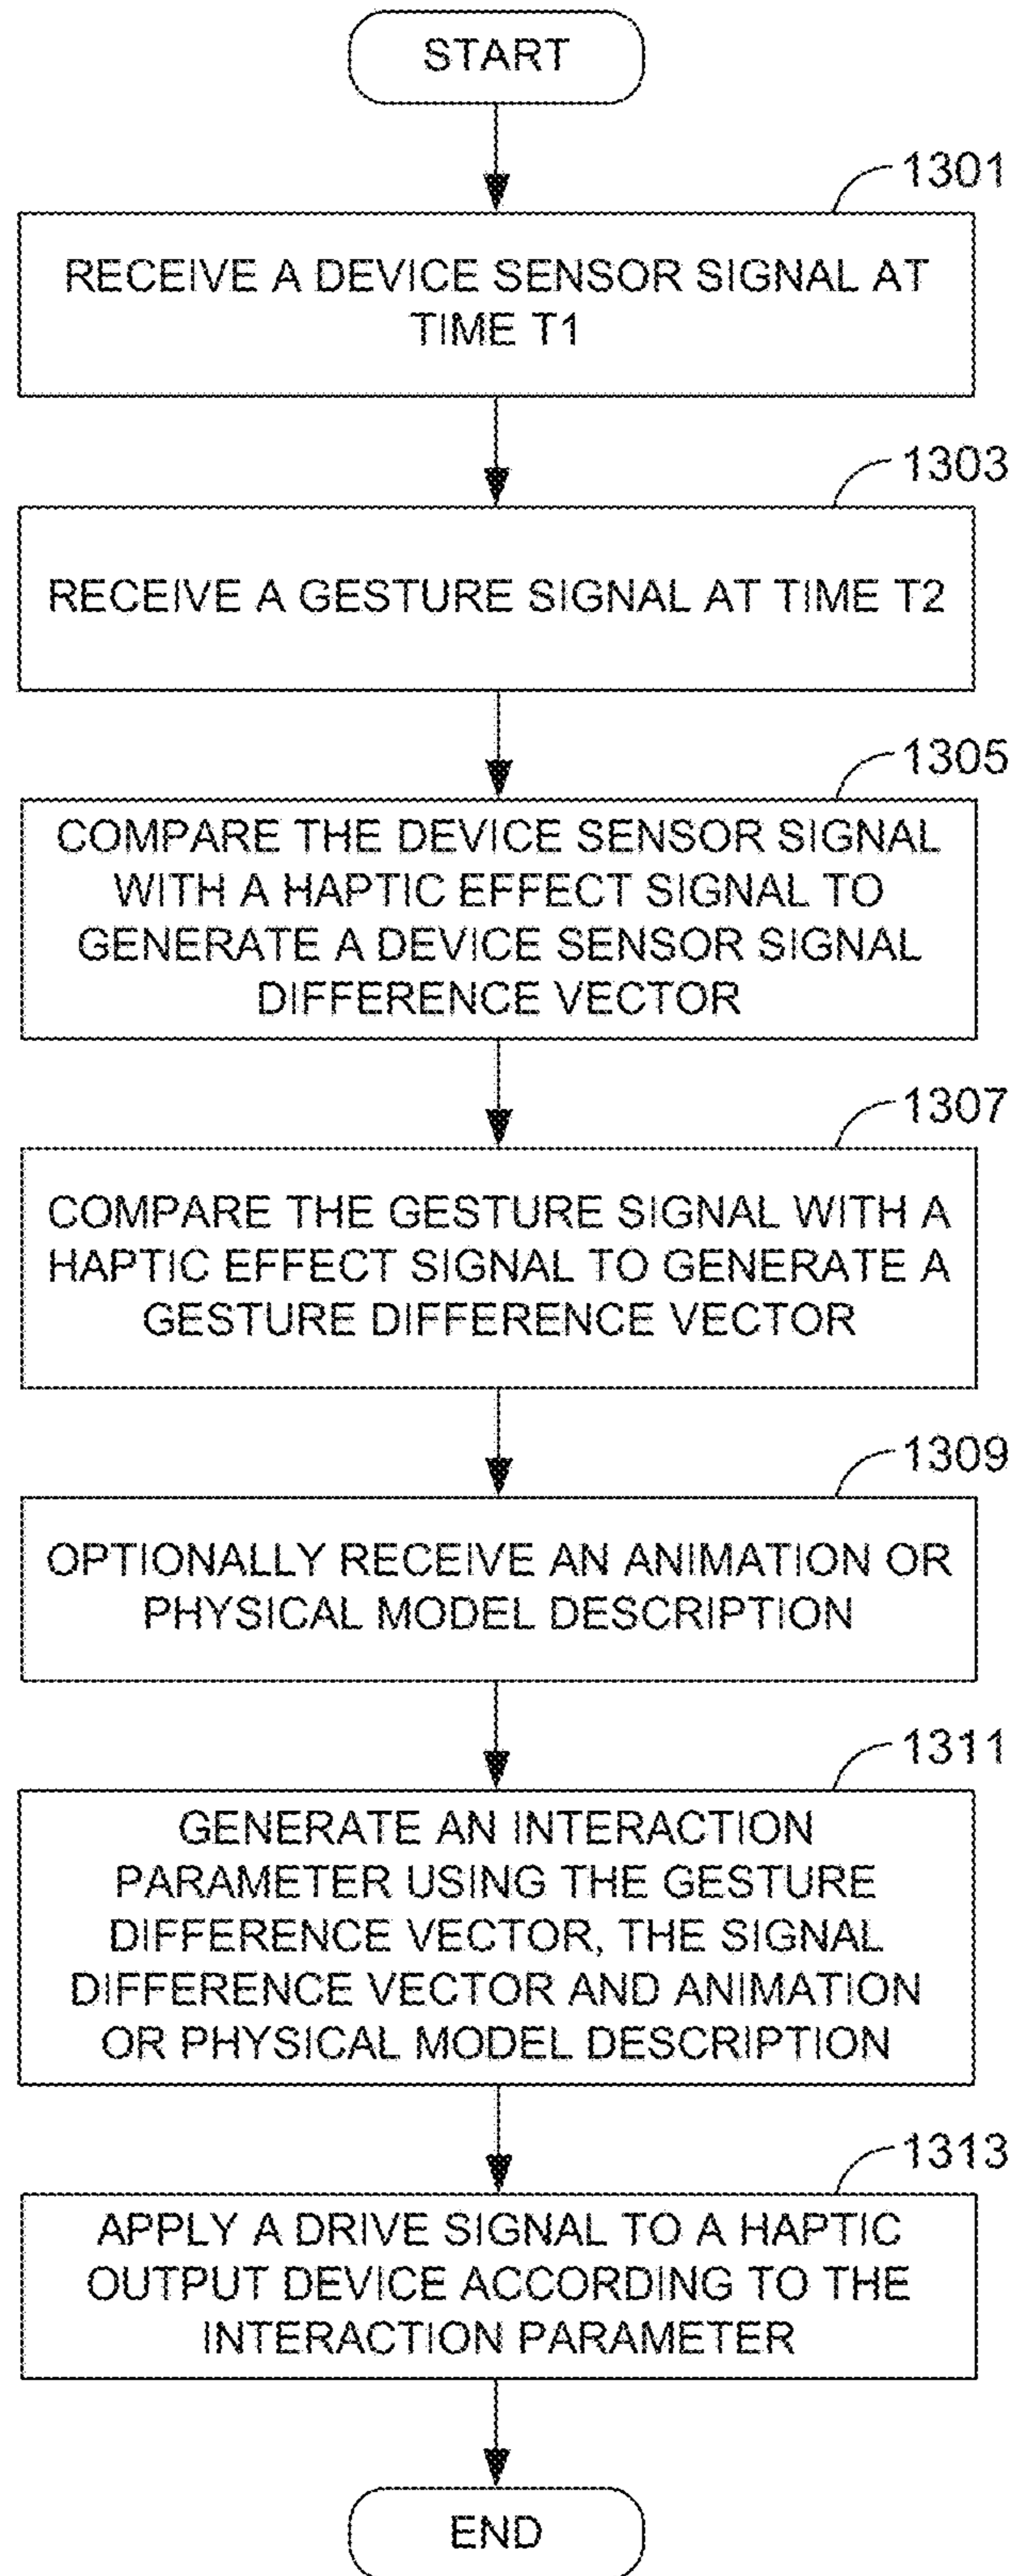 START
1301
RECEIVE A DEVICE SENSOR SIGNAL AT
TIME T1
1303
RECEIVE A GESTURE SIGNAL AT TIME T2
1305
COMPARE THE DEVICE SENSOR SIGNAL
WITH A HAPTIC EFFECT SIGNAL TO
GENERATE A DEVICE SENSOR SIGNAL
DIFFERENCE VECTOR
1307
COMPARE THE GESTURE SIGNAL WITH A
HAPTIC EFFECT SIGNAL TO GENERATE A
GESTURE DIFFERENCE VECTOR
1309
OPTIONALLY RECEIVE AN ANIMATION OR
PHYSICAL MODEL DESCRIPTION
1311
GENERATE AN INTERACTION
PARAMETER USING THE GESTURE
DIFFERENCE VECTOR, THE SIGNAL
DIFFERENCE VECTOR AND ANIMATION
OR PHYSICAL MODEL DESCRIPTION
1313
APPLY A DRIVE SIGNAL TO A HAPTIC
OUTPUT DEVICE ACCORDING TO THE
INTERACTION PARAMETER
END